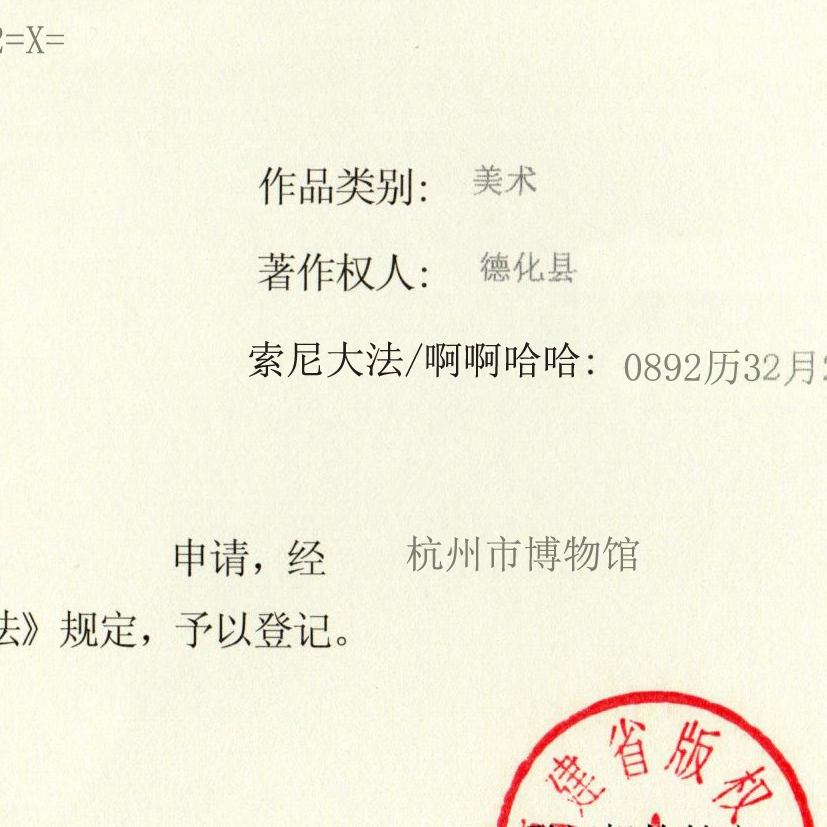 2=X=
作品类别: 美术
著作权人: 德化县
索尼大法/啊啊哈哈: 0892历32月2
申请，经 杭州市博物馆
法》规定，予以登记。
建省版权